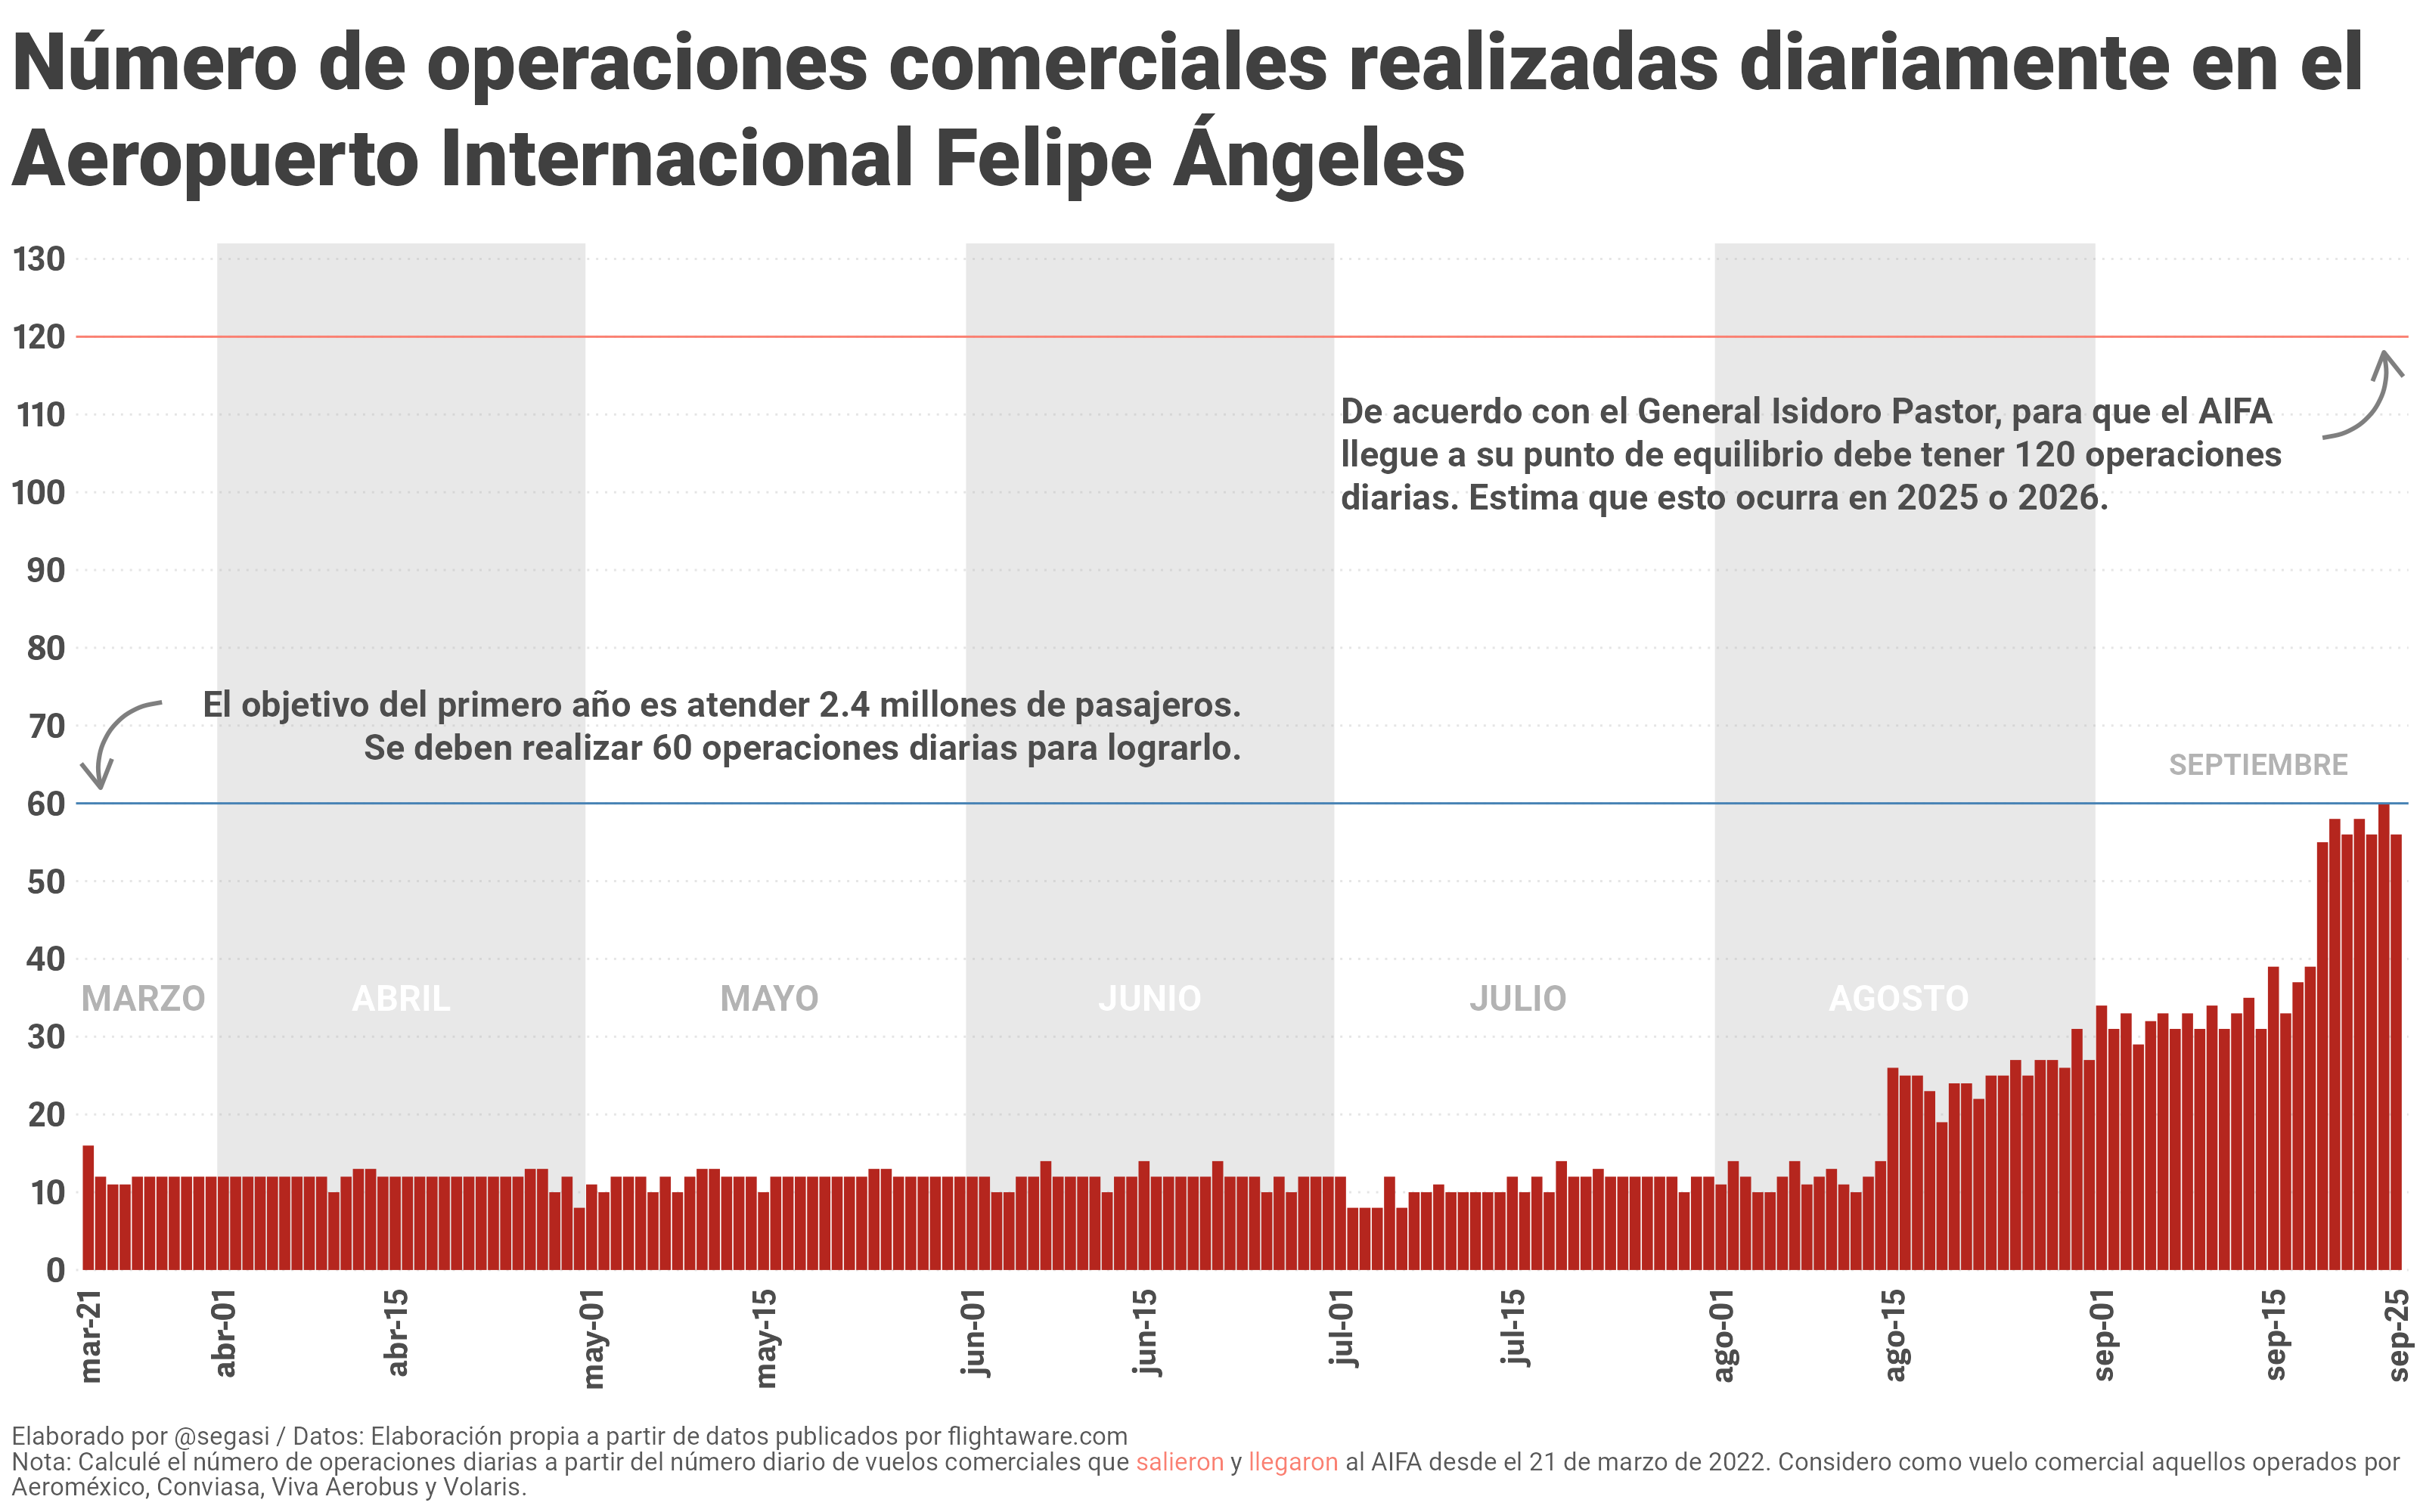 Número de operaciones comerciales realizadas diariamente en el
Aeropuerto Internacional Felipe Ángeles
130
120
110
100
90
80
70
60
50
40
30
20
10
0
De acuerdo con el General Isidoro Pastor, para que el AIFA
llegue a su punto de equilibrio debe tener 120 operaciones
diarias. Estima que esto ocurra en 2025 o 2026.
El objetivo del primero año es atender 2.4 millones de pasajeros.
Se deben realizar 60 operaciones diarias para lograrlo.
SEPTIEMBRE
MARZO
ABRIL
MAYO
JUNIO
JULIO
AGOSTO
mar-21
abr-01
abr-15
may-01
may-15
jun-01
jun-15
jul-01
jul-15
ago-01
ago-15
sep-01
sep-15
sep-25
Elaborado por @segasi / Datos: Elaboración propia a partir de datos publicados por flightaware.com
Nota: Calculé el número de operaciones diarias a partir del número diario de vuelos comerciales que salieron y llegaron al AIFA desde el 21 de marzo de 2022. Considero como vuelo comercial aquellos operados por
Aeroméxico, Conviasa, Viva Aerobus y Volaris.